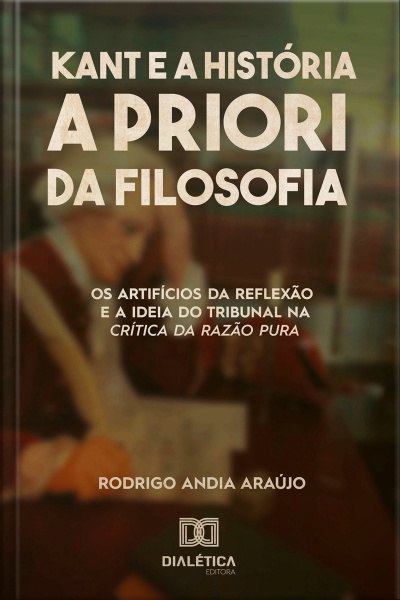 KANT E A HISTÓRIA
A PRIORI
DA FILOSOFIA
OS ARTIFÍCIOS DA REFLEXÃO
E A IDEIA DO TRIBUNAL NA
CRÍTICA DA RAZÃO PURA
RODRIGO ANDIA ARAÚJO
DIALÉTICA
EDITORA